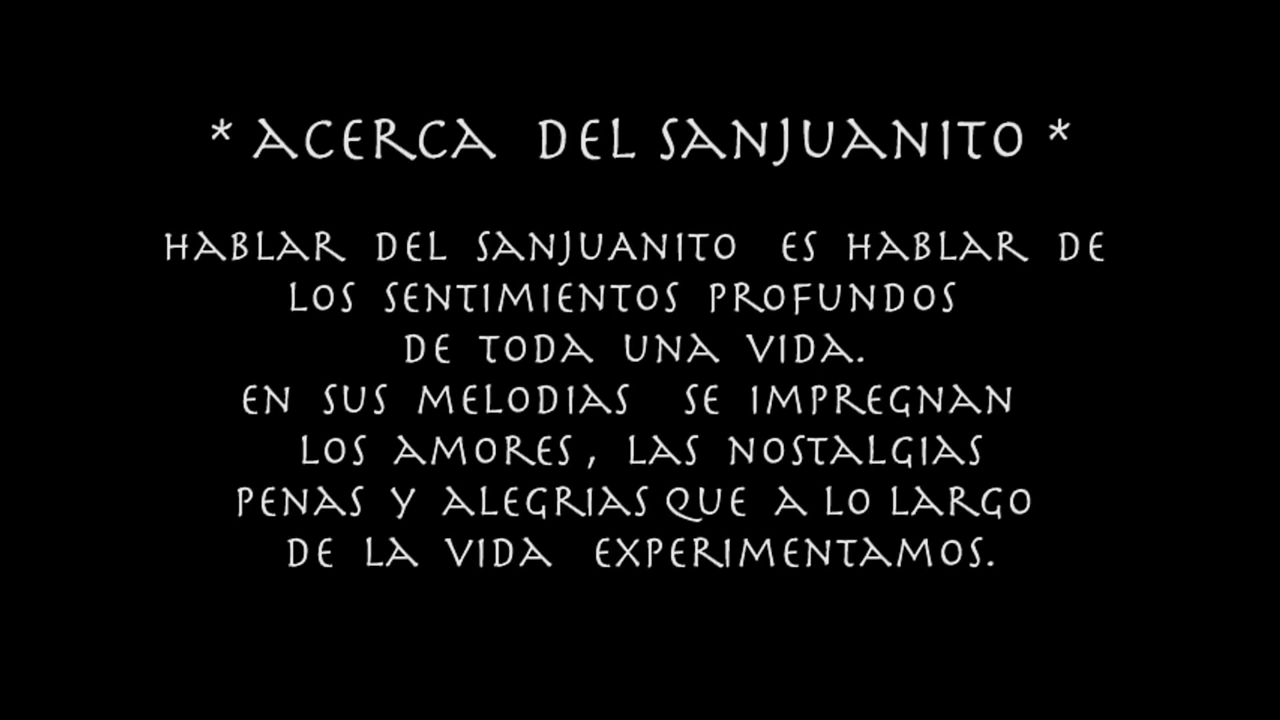 * ACERCA DEL SANJUANITO *
HABLAR DEL SANJUANITO ES HABLAR DE
LOS SENTIMIENTOS PROFUNDOS
DE TODA UNA VIDA.
EN SUS MELODIAS SE IMPREGNAN
LOS AMORES , LAS NOSTALGIAS
PENAS Y ALEGRIAS QUE A LO LARGO
DE LA VIDA EXPERIMENTAMOS.